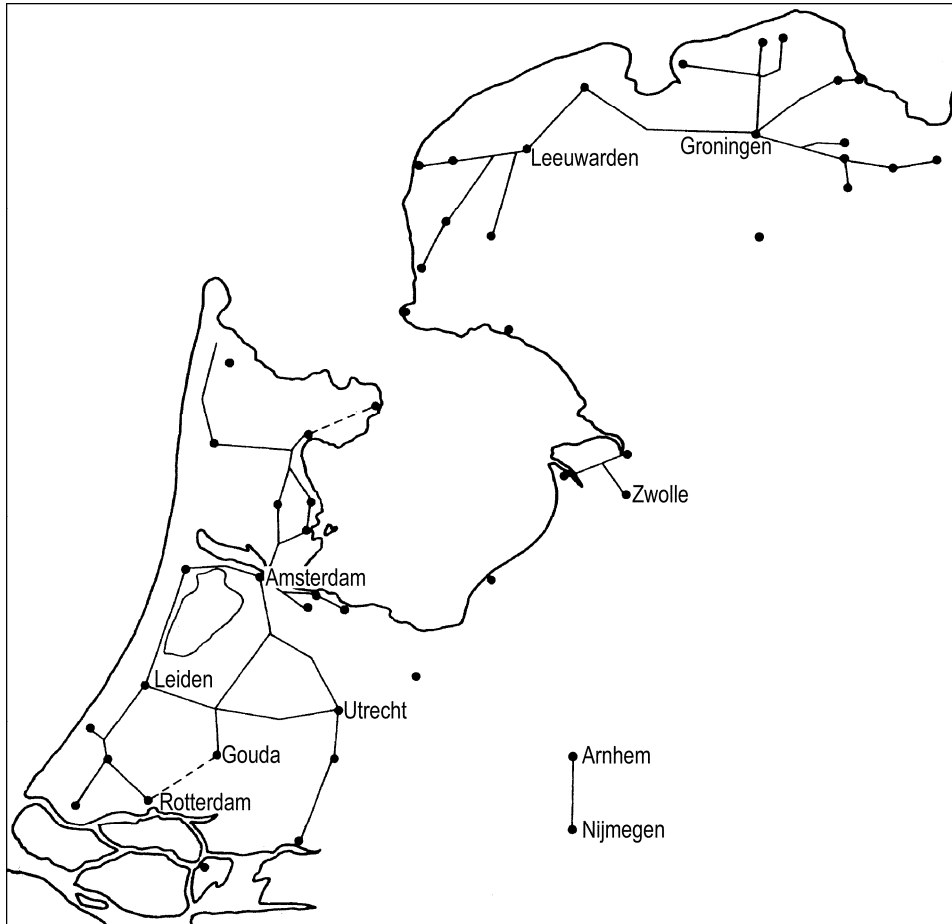 Groningen
Leeuwarden
Zwolle
Amsterdam
Leiden
Utrecht
Gouda
Arnhem
Rotterdam
Nijmegen